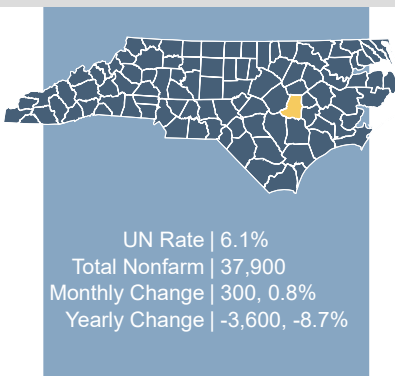 UN Rate | 6.1%
Total Nonfarm | 37,900
Monthly Change | 300, 0.8%
Yearly Change | -3,600, -8.7%